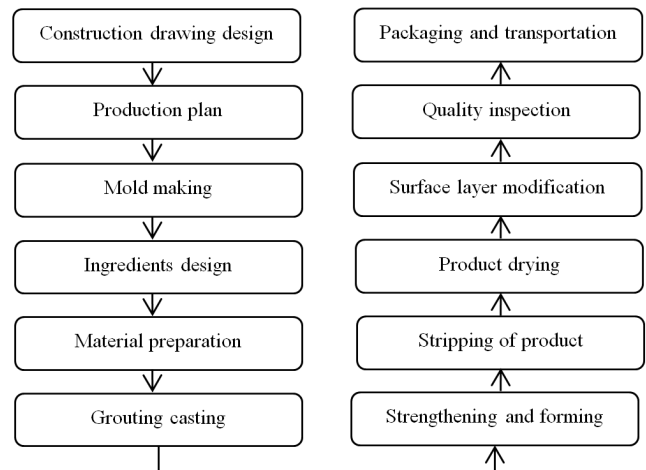 Construction drawing design
Production plan
Mold making
Ingredients design
Material preparation
Grouting casting
Strengthening and forming
Stripping of product
Product drying
Surface layer modification
Quality inspection
Packaging and transportation